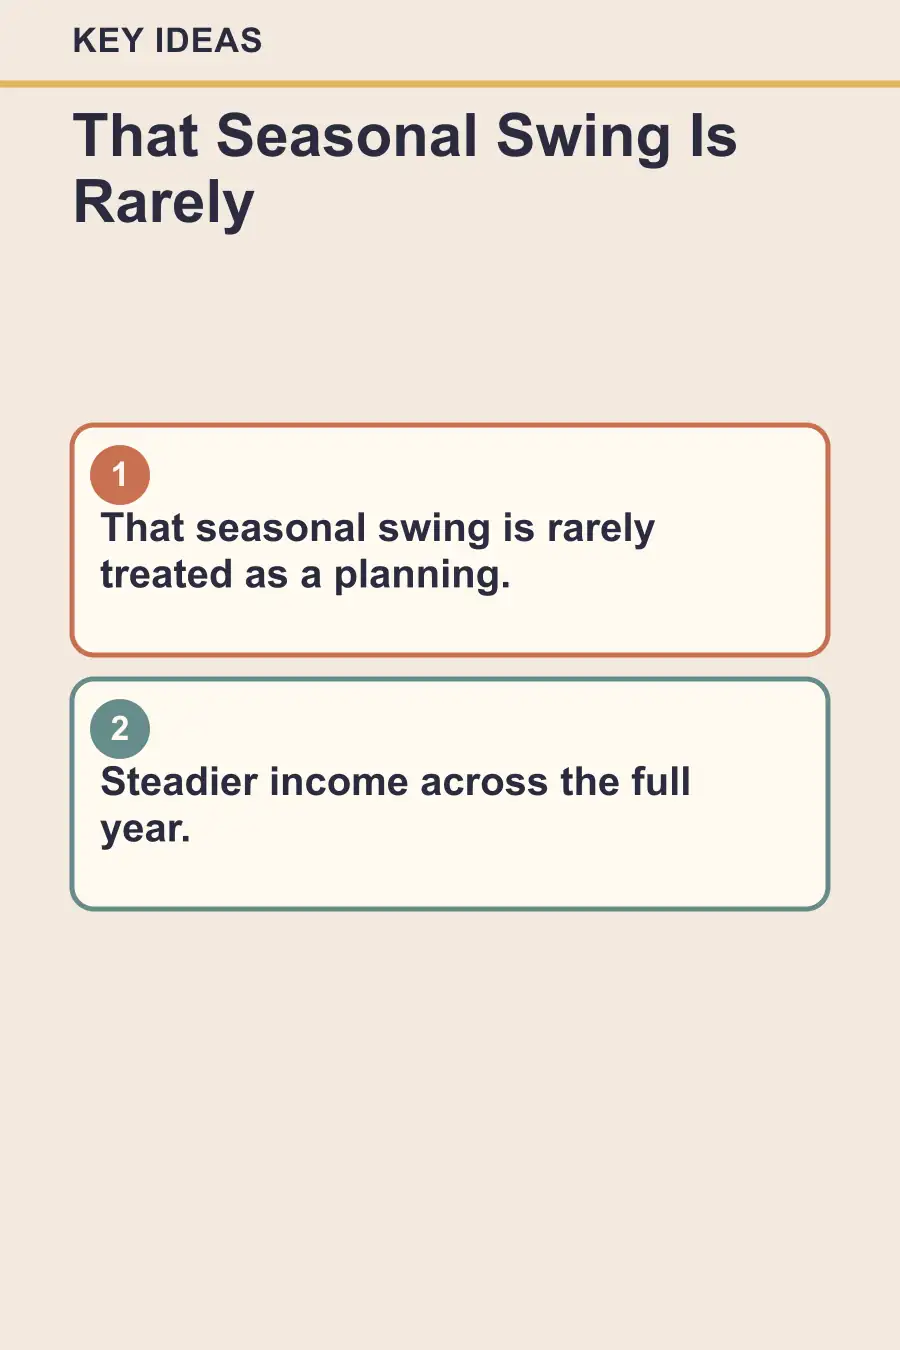 KEY IDEAS
That Seasonal Swing Is
Rarely
1
That seasonal swing is rarely
treated as a planning.
2
Steadier income across the full
year.